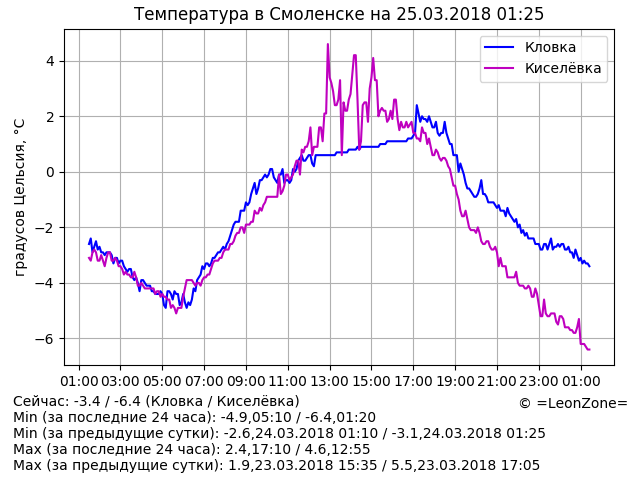 Температура в Смоленске на 25.03.2018 01:25
Кловка
Киселёвка
градусов Цельсия, °C
4
2
0
−2
−4
−6
01:00 03:00 05:00 07:00 09:00 11:00 13:00 15:00 17:00 19:00 21:00 23:00 01:00
Сейчас: -3.4 / -6.4 (Кловка / Киселёвка)
© =LeonZone=
Min (за последние 24 часа): -4.9,05:10 / -6.4,01:20
Min (за предыдущие сутки): -2.6,24.03.2018 01:10 / -3.1,24.03.2018 01:25
Max (за последние 24 часа): 2.4,17:10 / 4.6,12:55
Max (за предыдущие сутки): 1.9,23.03.2018 15:35 / 5.5,23.03.2018 17:05